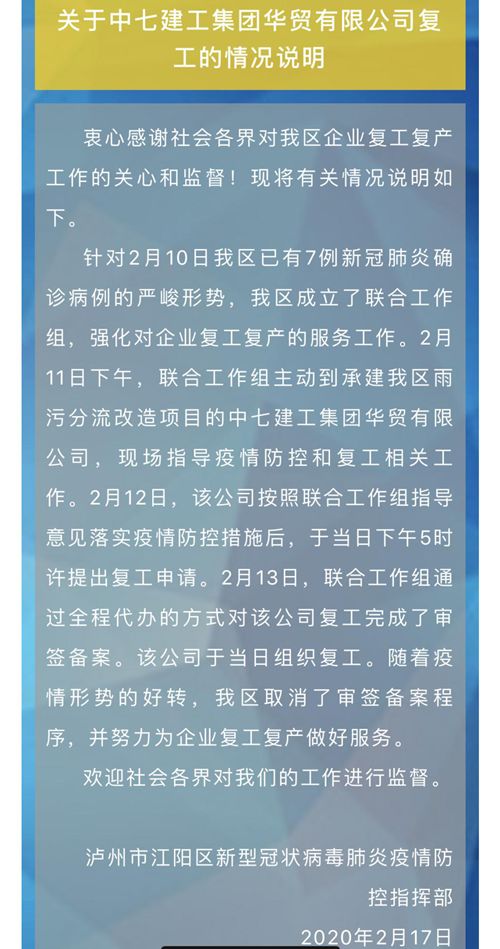 关于中七建工集团华贸有限公司复
工的情况说明
衷心感谢社会各界对我区企业复工复产
工作的关心和监督！现将有关情况说明如
下。
针对2月10日我区已有7例新冠肺炎确
诊病例的严峻形势，我区成立了联合工作
组，强化对企业复工复产的服务工作。2月
11日下午，联合工作组主动到承建我区雨
污分流改造项目的中七建工集团华贸有限
公司，现场指导疫情防控和复工相关工
作。2月12日，该公司按照联合工作组指导
意见落实疫情防控措施后，于当日下午5时
许提出复工申请。2月13日，联合工作组通
过全程代办的方式对该公司复工完成了审
签备案。该公司于当日组织复工。随着疫
情形势的好转，我区取消了审签备案程
序，并努力为企业复工复产做好服务。
欢迎社会各界对我们的工作进行监督。
泸州市江阳区新型冠状病毒肺炎疫情防
控指挥部
2020年2月17日